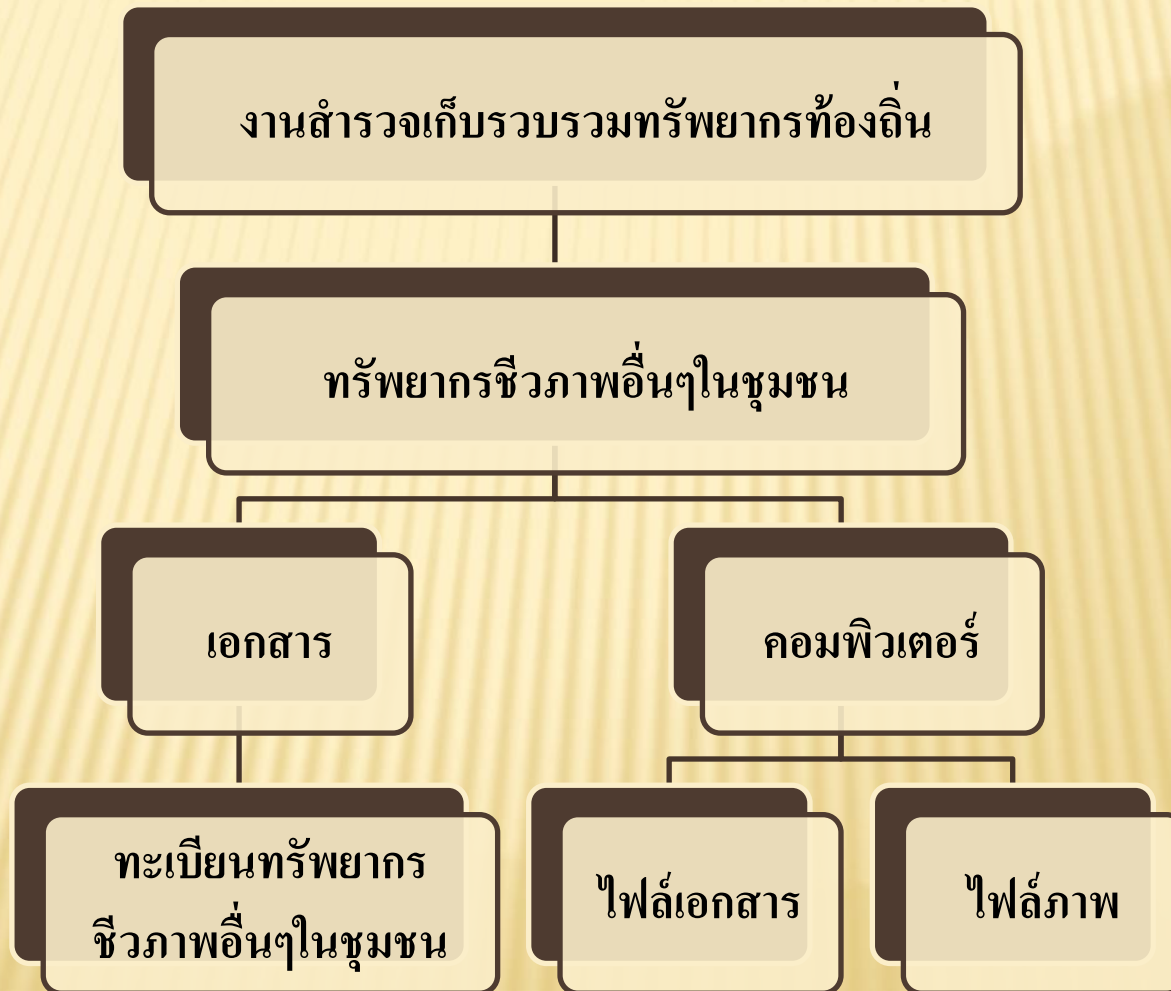 งานสำรวจเก็บรวบรวมทรัพยากรท้องถิ่น
ทรัพยากรชีวภาพอื่นๆในชุมชน
เอกสาร
คอมพิวเตอร์
ทะเบียนทรัพยากร
ชีวภาพอื่นๆในชุมชน
ไฟล์เอกสาร
ไฟล์ภาพ